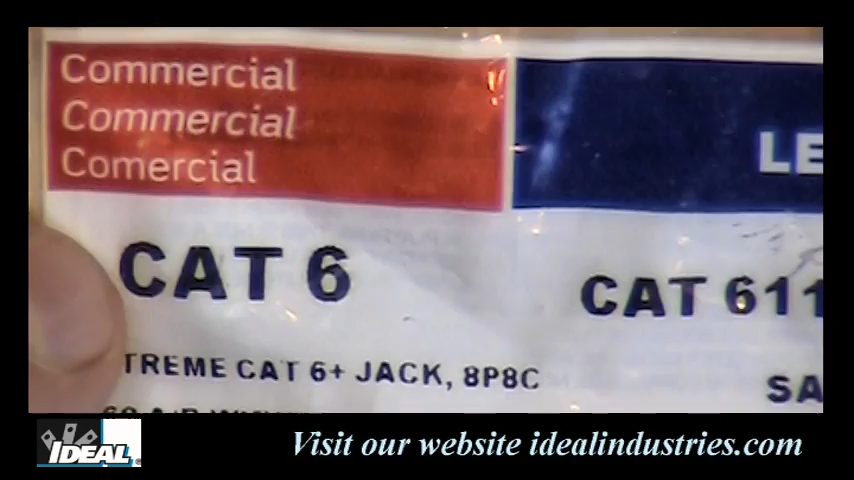 Commercial
Commercial
Comercial
LE
CAT 6
CAT 611
TREME CAT 6+ JACK, 8P8C
SA
IDEAL
Visit our website idealindustries.com